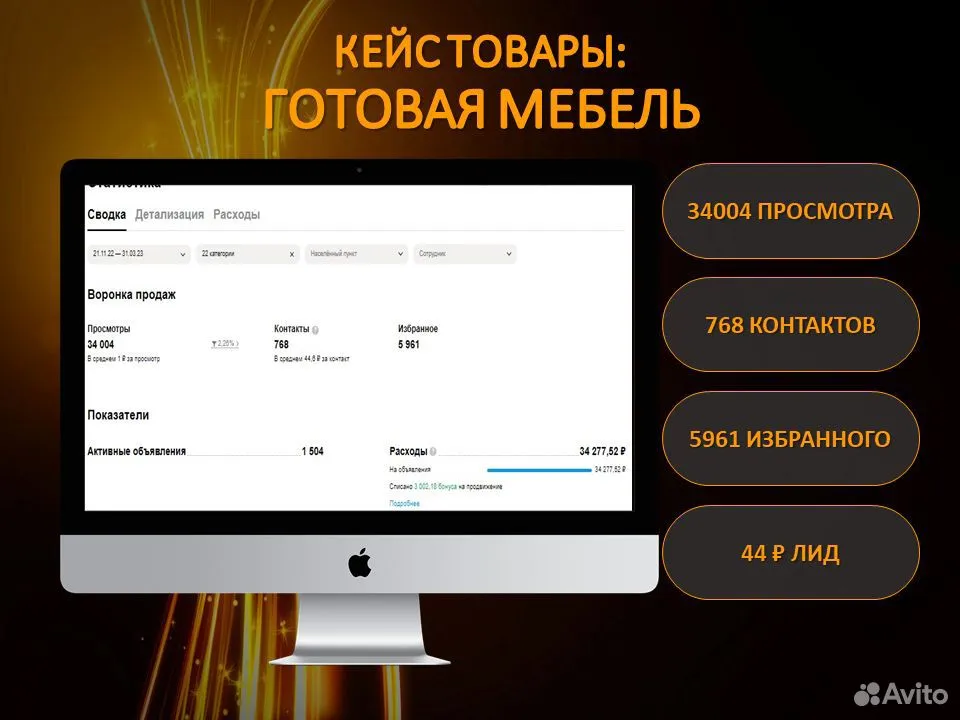 КЕЙС ТОВАРЫ:
ГОТОВАЯ МЕБЕЛЬ
Статистика
Сводка Детализация Расходы
21.11.22 — 31.03.23 22 категории x Населённый пункт Сотрудник
Воронка продаж
Просмотры Контакты ? Избранное
34 004 2,26% 768 5 961
В среднем 1 ₽ за просмотр В среднем 44,6 ₽ за контакт
Показатели
Активные объявления 1 504 Расходы ? 34 277,52 ₽
На объявления 34 277,52 ₽
Списано 3 002,18 бонуса на продвижение
Подробнее
34004 ПРОСМОТРА
768 КОНТАКТОВ
5961 ИЗБРАННОГО
44 ₽ ЛИД
Avito